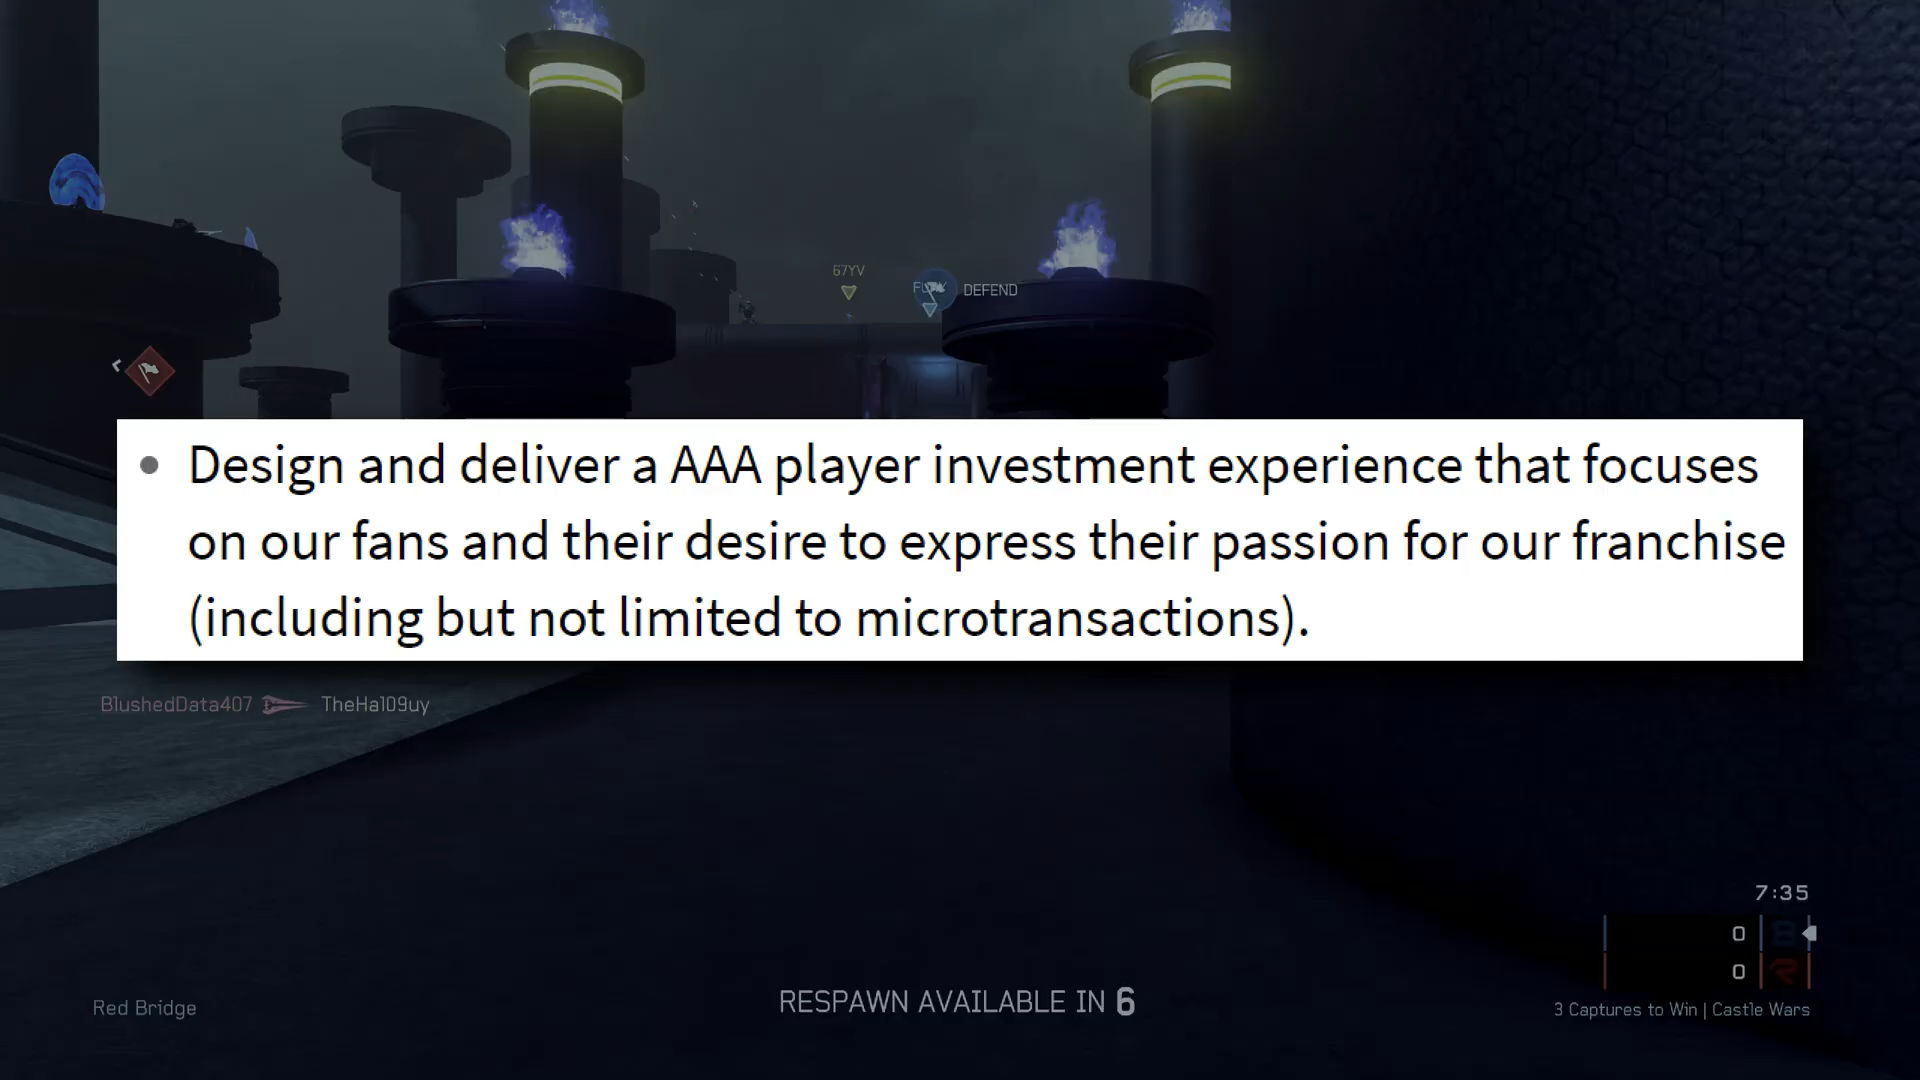 67YV
DEFEND
• Design and deliver a AAA player investment experience that focuses
on our fans and their desire to express their passion for our franchise
(including but not limited to microtransactions).
BlushedData407 TheHa109uy
7:35
0 B
0 R
RESPAWN AVAILABLE IN 6
Red Bridge
3 Captures to Win | Castle Wars